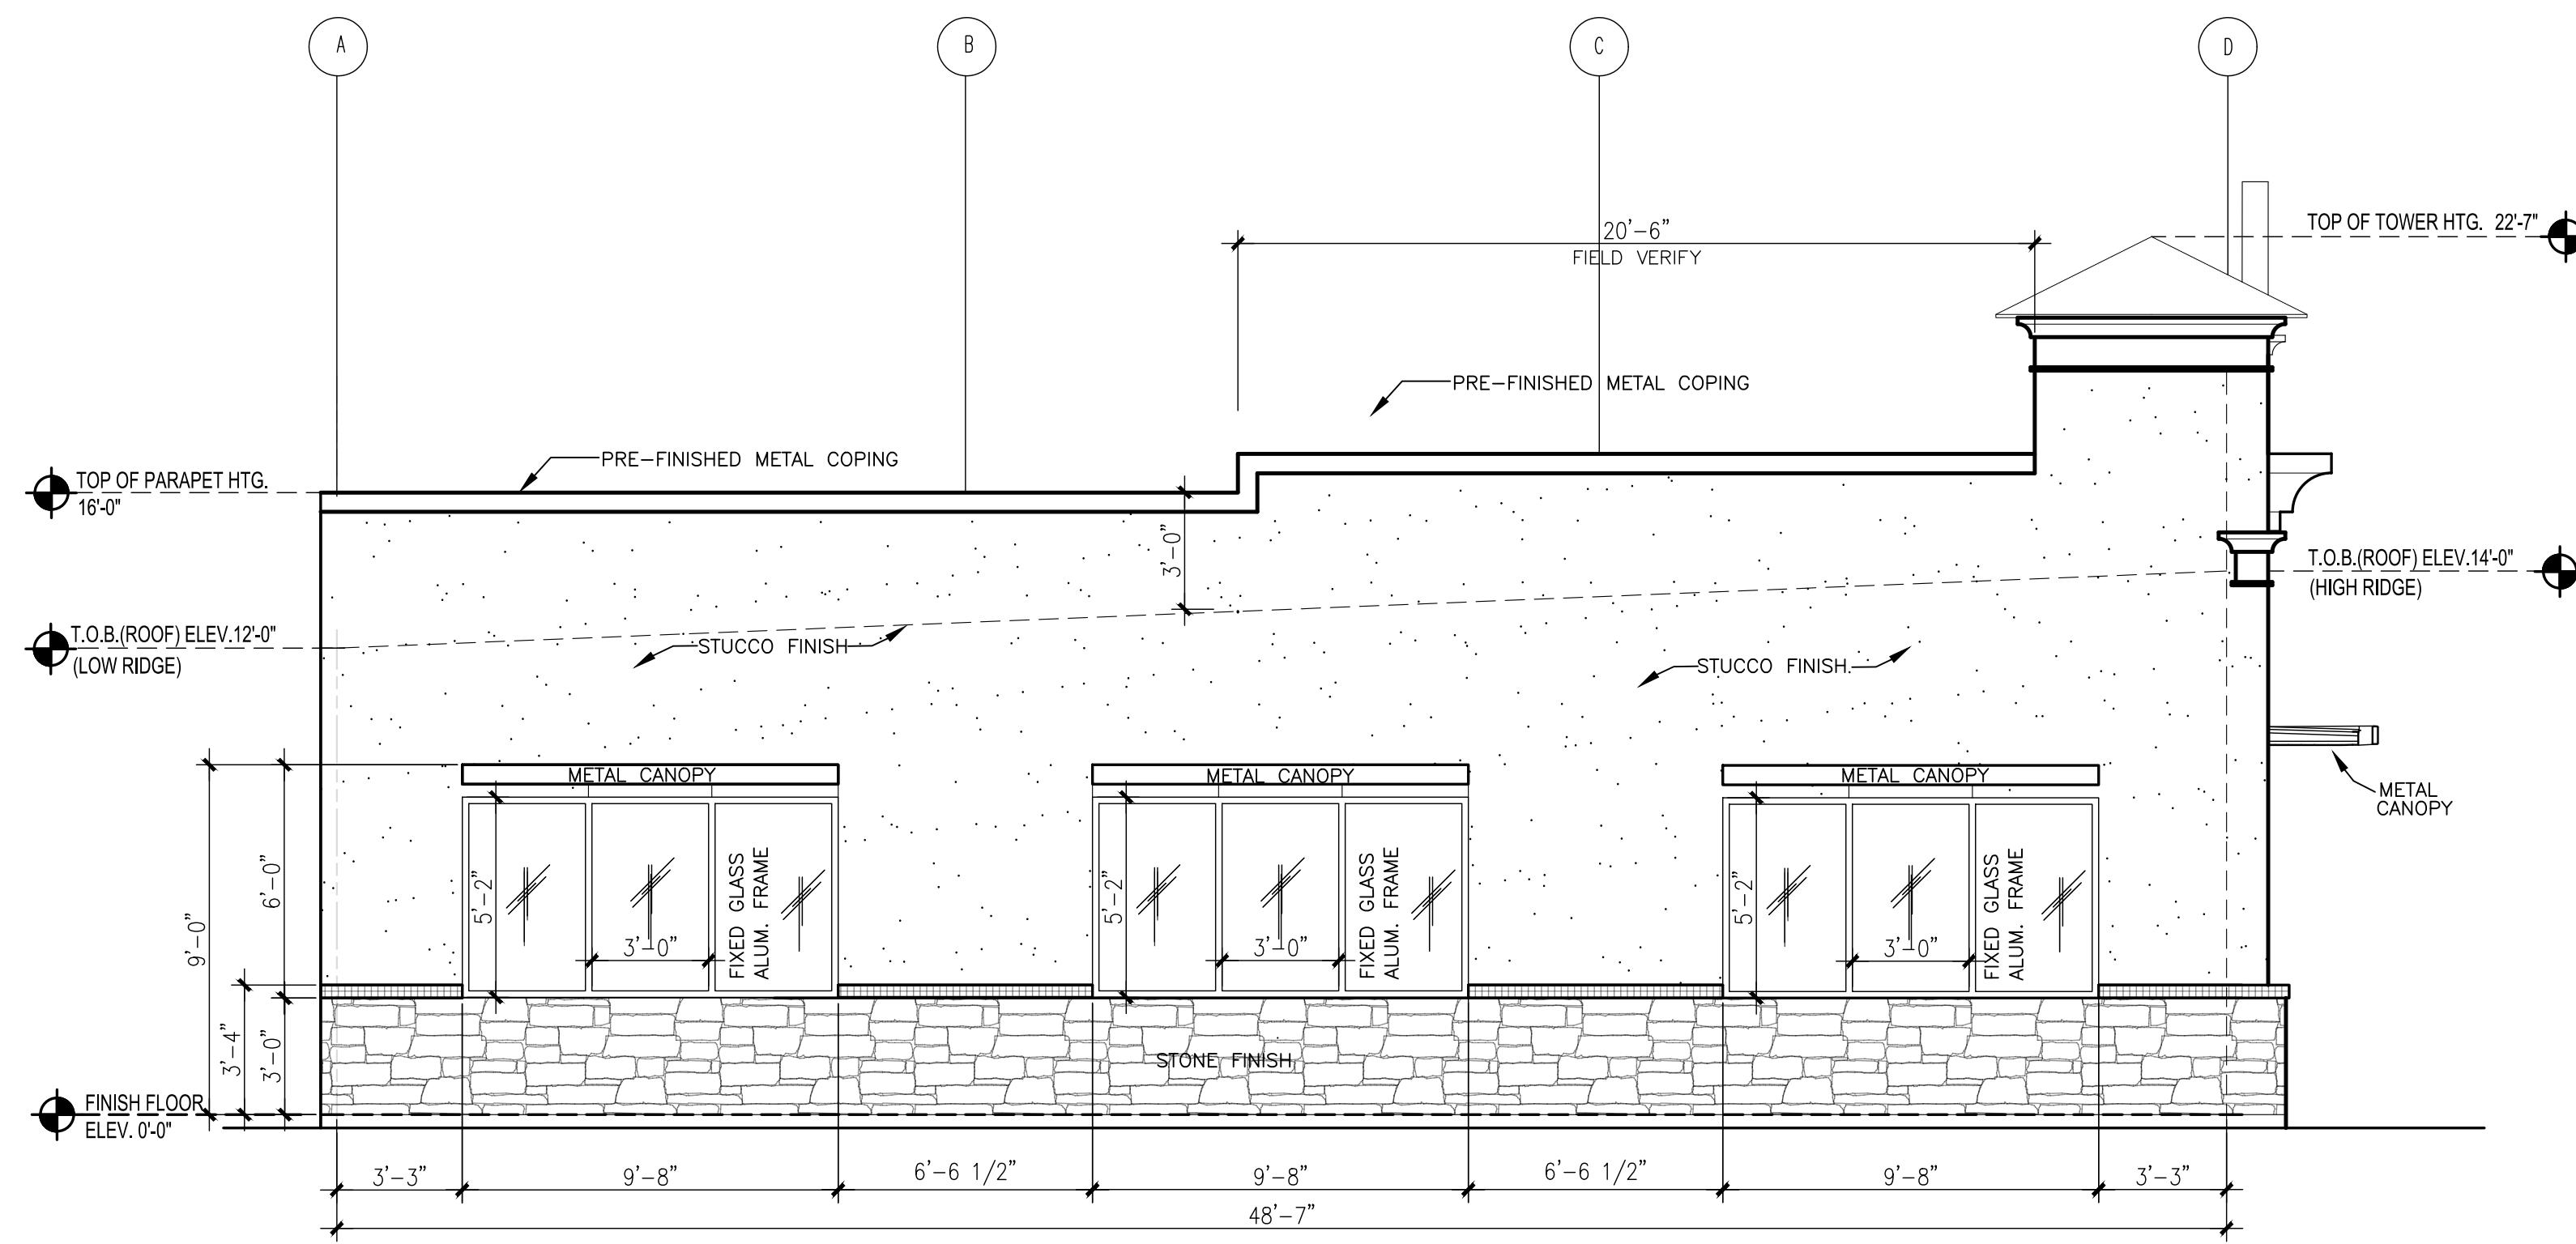 A
B
C
D
TOP OF TOWER HTG. 22'-7"
20'-6"
FIELD VERIFY
PRE-FINISHED METAL COPING
PRE-FINISHED METAL COPING
TOP OF PARAPET HTG.
16'-0"
3'-0"
T.O.B.(ROOF) ELEV.14'-0"
(HIGH RIDGE)
T.O.B.(ROOF) ELEV.12'-0"
(LOW RIDGE)
STUCCO FINISH
STUCCO FINISH.
METAL CANOPY
METAL CANOPY
METAL CANOPY
METAL
CANOPY
9'-0"
6'-0"
5'-2"
3'-0"
FIXED GLASS
ALUM. FRAME
5'-2"
3'-0"
FIXED GLASS
ALUM. FRAME
5'-2"
3'-0"
FIXED GLASS
ALUM. FRAME
3'-4"
3'-0"
STONE FINISH
FINISH FLOOR
ELEV. 0'-0"
3'-3"
9'-8"
6'-6 1/2"
9'-8"
6'-6 1/2"
9'-8"
3'-3"
48'-7"